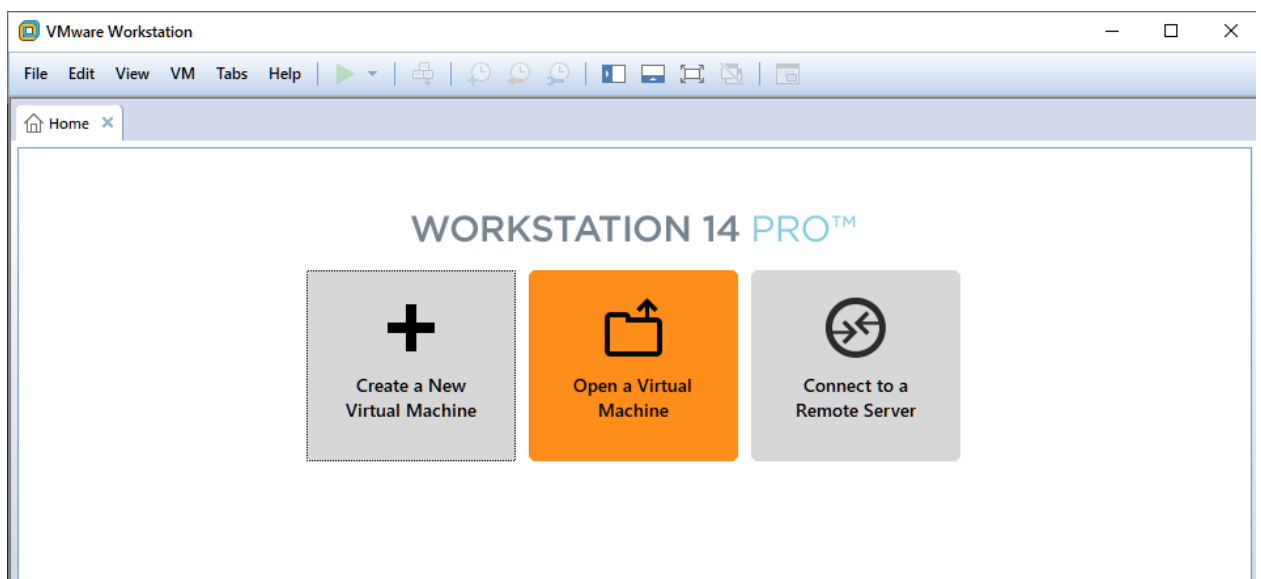 VMware Workstation
File Edit View VM Tabs Help
Home
WORKSTATION 14 PRO™
Create a New
Virtual Machine
Open a Virtual
Machine
Connect to a
Remote Server